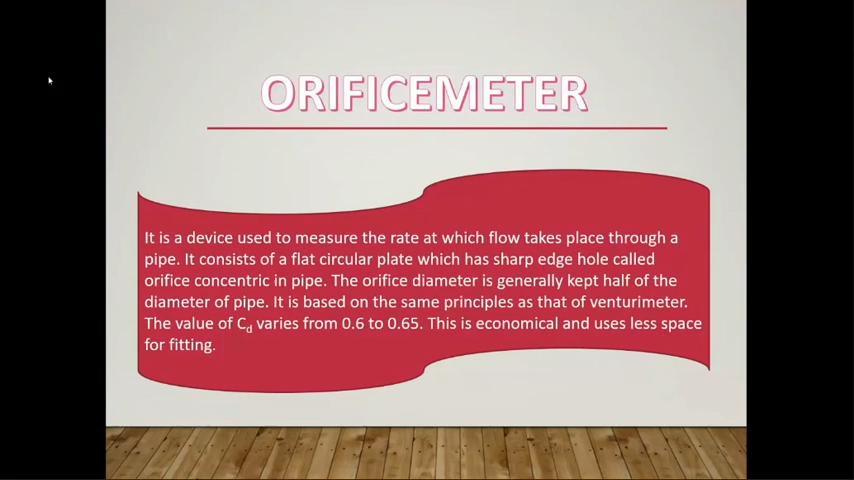 ORIFICEMETER
It is a device used to measure the rate at which flow takes place through a
pipe. It consists of a flat circular plate which has sharp edge hole called
orifice concentric in pipe. The orifice diameter is generally kept half of the
diameter of pipe. It is based on the same principles as that of venturimeter.
The value of Cd varies from 0.6 to 0.65. This is economical and uses less space
for fitting.